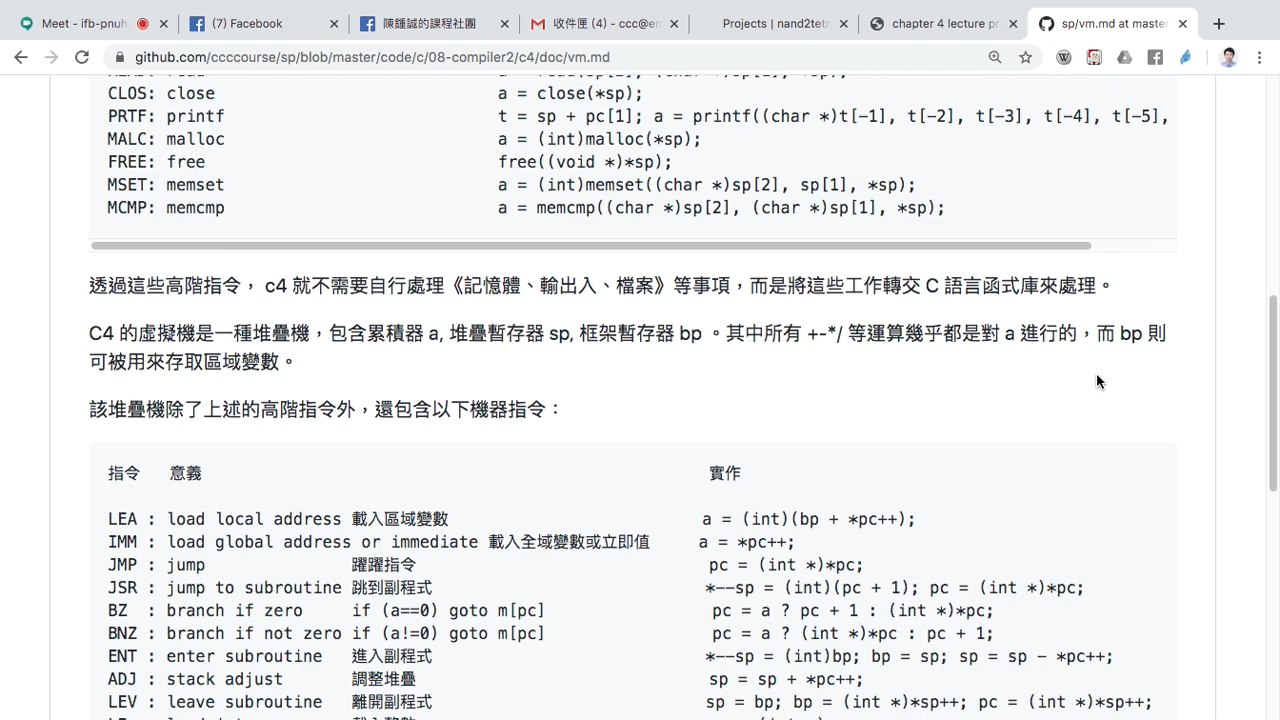 Meet - ifb-pnuh
(7) Facebook
陳鍾誠的課程社團
收件匣 (4) - ccc@en
Projects | nand2tetr
chapter 4 lecture pr
sp/vm.md at master
github.com/ccccourse/sp/blob/master/code/c/08-compiler2/c4/doc/vm.md
CLOS: close a = close(*sp);
PRTF: printf t = sp + pc[1]; a = printf((char *)t[-1], t[-2], t[-3], t[-4], t[-5],
MALC: malloc a = (int)malloc(*sp);
FREE: free free((void *)*sp);
MSET: memset a = (int)memset((char *)sp[2], sp[1], *sp);
MCMP: memcmp a = memcmp((char *)sp[2], (char *)sp[1], *sp);
透過這些高階指令， c4 就不需要自行處理《記憶體、輸出入、檔案》等事項，而是將這些工作轉交 C 語言函式庫來處理。
C4 的虛擬機是一種堆疊機，包含累積器 a, 堆疊暫存器 sp, 框架暫存器 bp 。其中所有 +-*/ 等運算幾乎都是對 a 進行的，而 bp 則
可被用來存取區域變數。
該堆疊機除了上述的高階指令外，還包含以下機器指令：
指令 意義 實作
LEA : load local address 載入區域變數 a = (int)(bp + *pc++);
IMM : load global address or immediate 載入全域變數或立即值 a = *pc++;
JMP : jump 躍躍指令 pc = (int *)*pc;
JSR : jump to subroutine 跳到副程式 *--sp = (int)(pc + 1); pc = (int *)*pc;
BZ : branch if zero if (a==0) goto m[pc] pc = a ? pc + 1 : (int *)*pc;
BNZ : branch if not zero if (a!=0) goto m[pc] pc = a ? (int *)*pc : pc + 1;
ENT : enter subroutine 進入副程式 *--sp = (int)bp; bp = sp; sp = sp - *pc++;
ADJ : stack adjust 調整堆疊 sp = sp + *pc++;
LEV : leave subroutine 離開副程式 sp = bp; bp = (int *)*sp++; pc = (int *)*sp++;